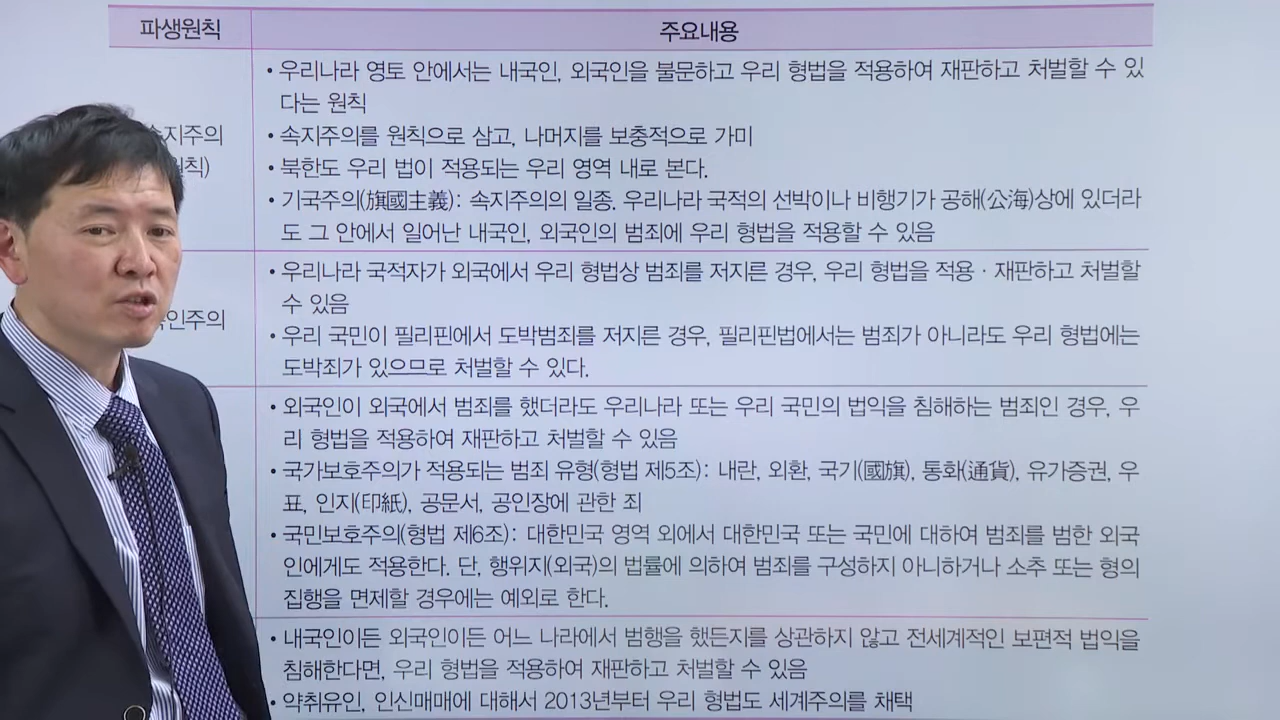 파생원칙
주요내용
속지주의
원칙)
• 우리나라 영토 안에서는 내국인, 외국인을 불문하고 우리 형법을 적용하여 재판하고 처벌할 수 있
다는 원칙
• 속지주의를 원칙으로 삼고, 나머지를 보충적으로 가미
• 북한도 우리 법이 적용되는 우리 영역 내로 본다.
• 기국주의(旗國主義): 속지주의의 일종. 우리나라 국적의 선박이나 비행기가 공해(公海)상에 있더라
도 그 안에서 일어난 내국인, 외국인의 범죄에 우리 형법을 적용할 수 있음
인주의
• 우리나라 국적자가 외국에서 우리 형법상 범죄를 저지른 경우, 우리 형법을 적용 · 재판하고 처벌할
수 있음
• 우리 국민이 필리핀에서 도박범죄를 저지른 경우, 필리핀법에서는 범죄가 아니라도 우리 형법에는
도박죄가 있으므로 처벌할 수 있다.
• 외국인이 외국에서 범죄를 했더라도 우리나라 또는 우리 국민의 법익을 침해하는 범죄인 경우, 우
리 형법을 적용하여 재판하고 처벌할 수 있음
• 국가보호주의가 적용되는 범죄 유형(형법 제5조): 내란, 외환, 국기(國旗), 통화(通貨), 유가증권, 우
표, 인지(印紙), 공문서, 공인장에 관한 죄
• 국민보호주의(형법 제6조): 대한민국 영역 외에서 대한민국 또는 국민에 대하여 범죄를 범한 외국
인에게도 적용한다. 단, 행위지(외국)의 법률에 의하여 범죄를 구성하지 아니하거나 소추 또는 형의
집행을 면제할 경우에는 예외로 한다.
• 내국인이든 외국인이든 어느 나라에서 범행을 했든지를 상관하지 않고 전세계적인 보편적 법익을
침해한다면, 우리 형법을 적용하여 재판하고 처벌할 수 있음
• 약취유인, 인신매매에 대해서 2013년부터 우리 형법도 세계주의를 채택